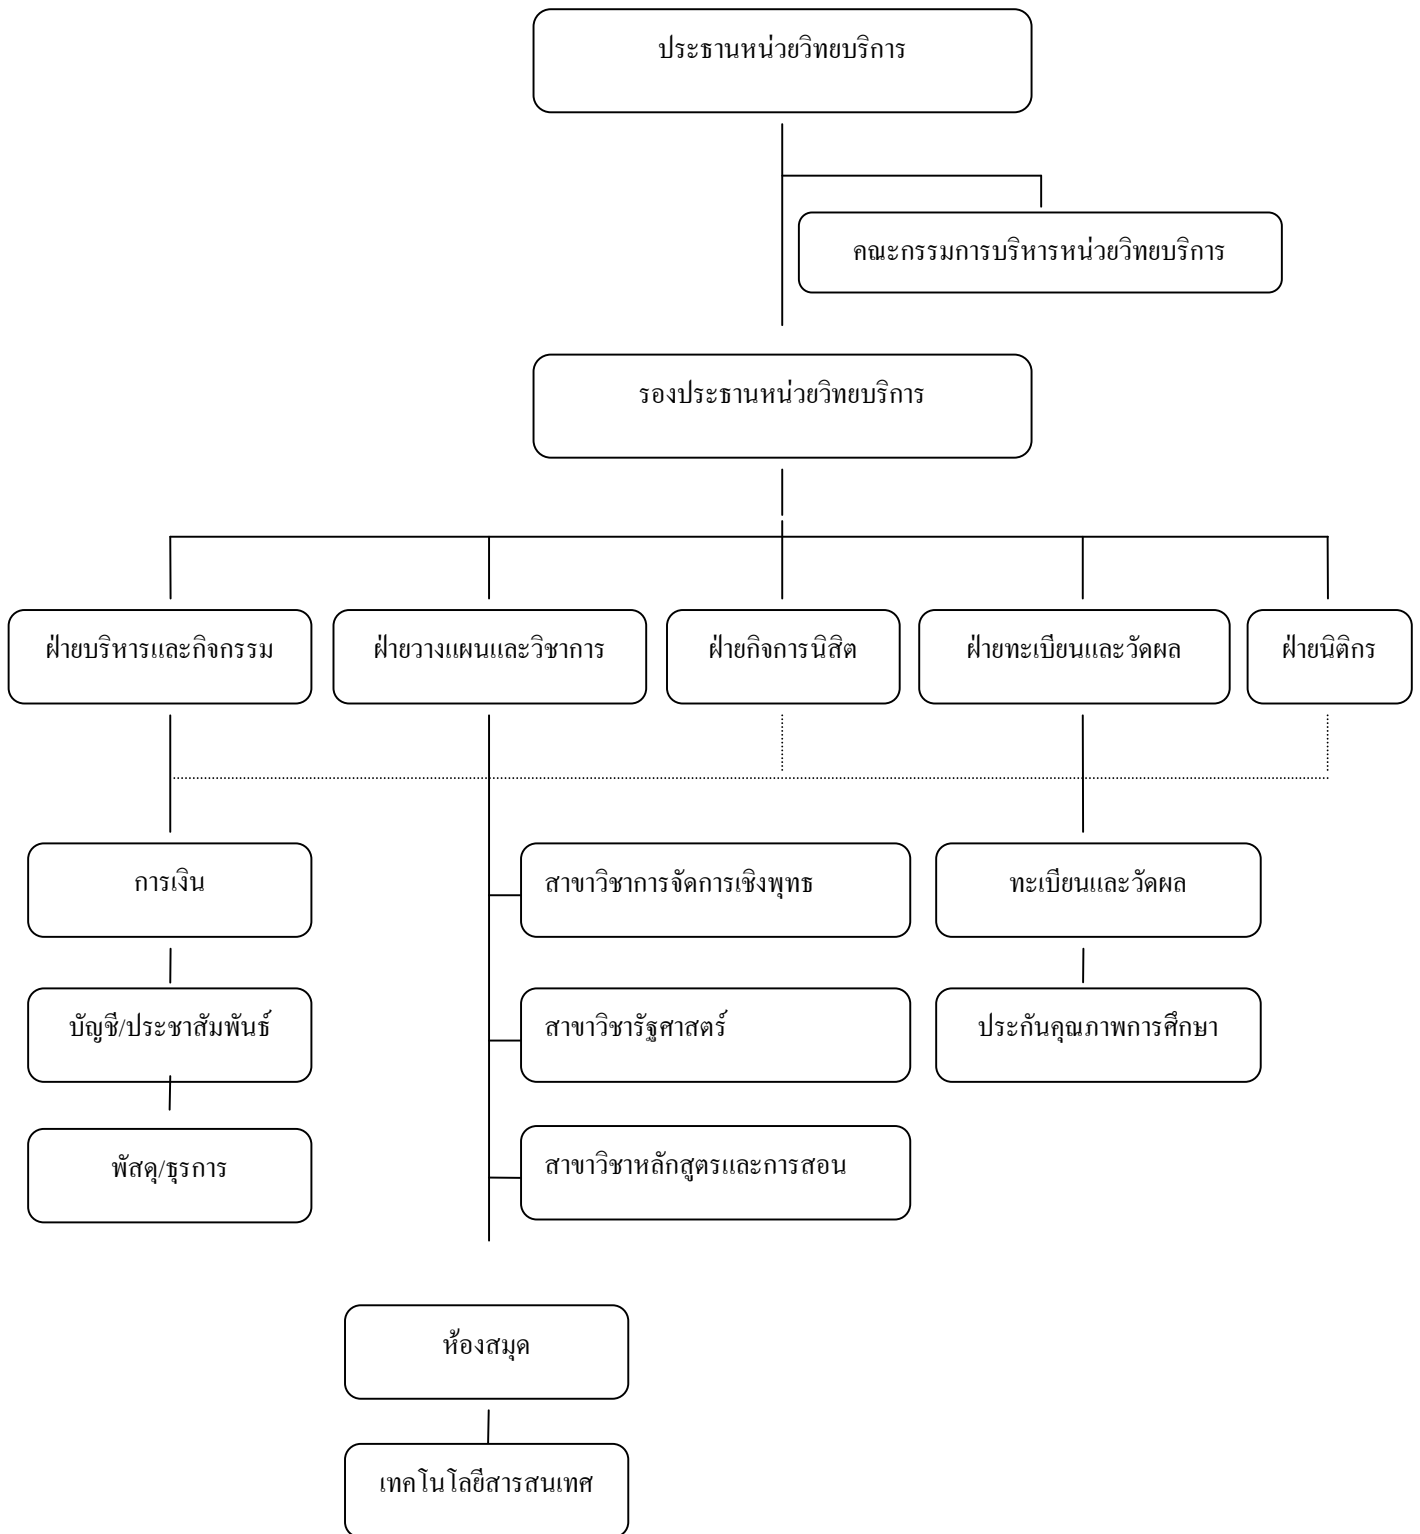 ประธานหน่วยวิทยบริการ
คณะกรรมการบริหารหน่วยวิทยบริการ
รองประธานหน่วยวิทยบริการ
ฝ่ายบริหารและกิจกรรม
ฝ่ายวางแผนและวิชาการ
ฝ่ายกิจการนิสิต
ฝ่ายทะเบียนและวัดผล
ฝ่ายนิติกร
การเงิน
สาขาวิชาการจัดการเชิงพุทธ
ทะเบียนและวัดผล
บัญชี/ประชาสัมพันธ์
สาขาวิชารัฐศาสตร์
ประกันคุณภาพการศึกษา
พัสดุ/ธุรการ
สาขาวิชาหลักสูตรและการสอน
ห้องสมุด
เทคโนโลยีสารสนเทศ